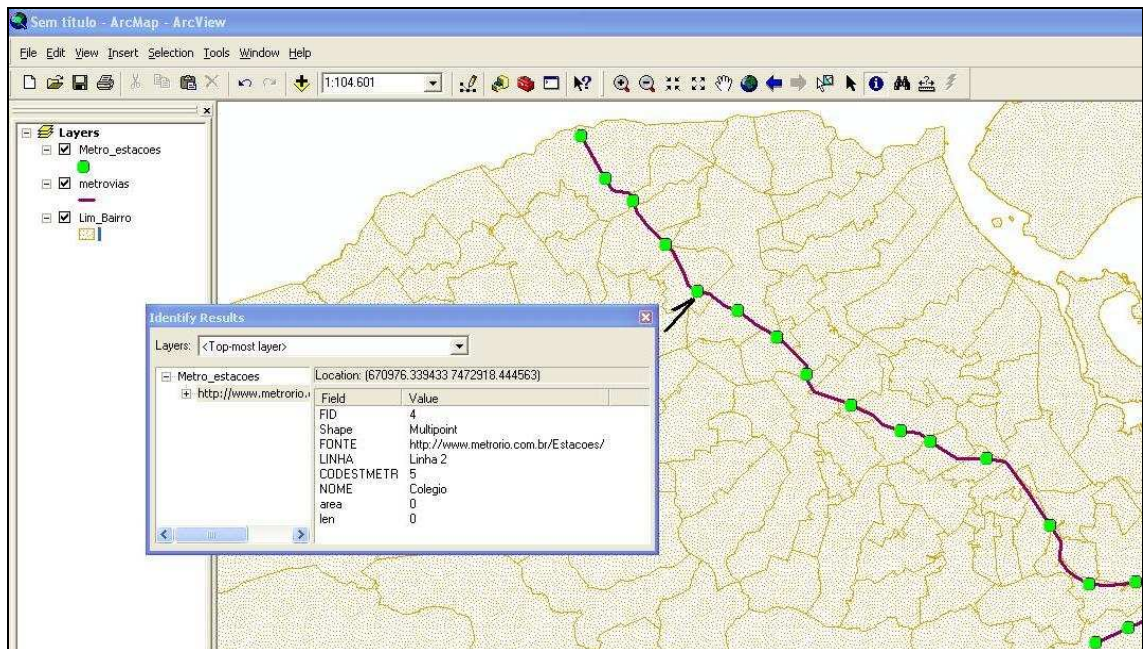 Sem título - ArcMap - ArcView
File Edit View Insert Selection Tools Window Help
1:104.601
Layers
Metro_estacoes
metrovias
Lim_Bairro
Identify Results
Layers: <Top-most layer>
Metro_estacoes
http://www.metrorio.
Location: (670976.339433 7472918.444563)
Field Value
FID 4
Shape Multipoint
FONTE http://www.metrorio.com.br/Estacoes/
LINHA Linha 2
CODESTMETR 5
NOME Colegio
area 0
len 0